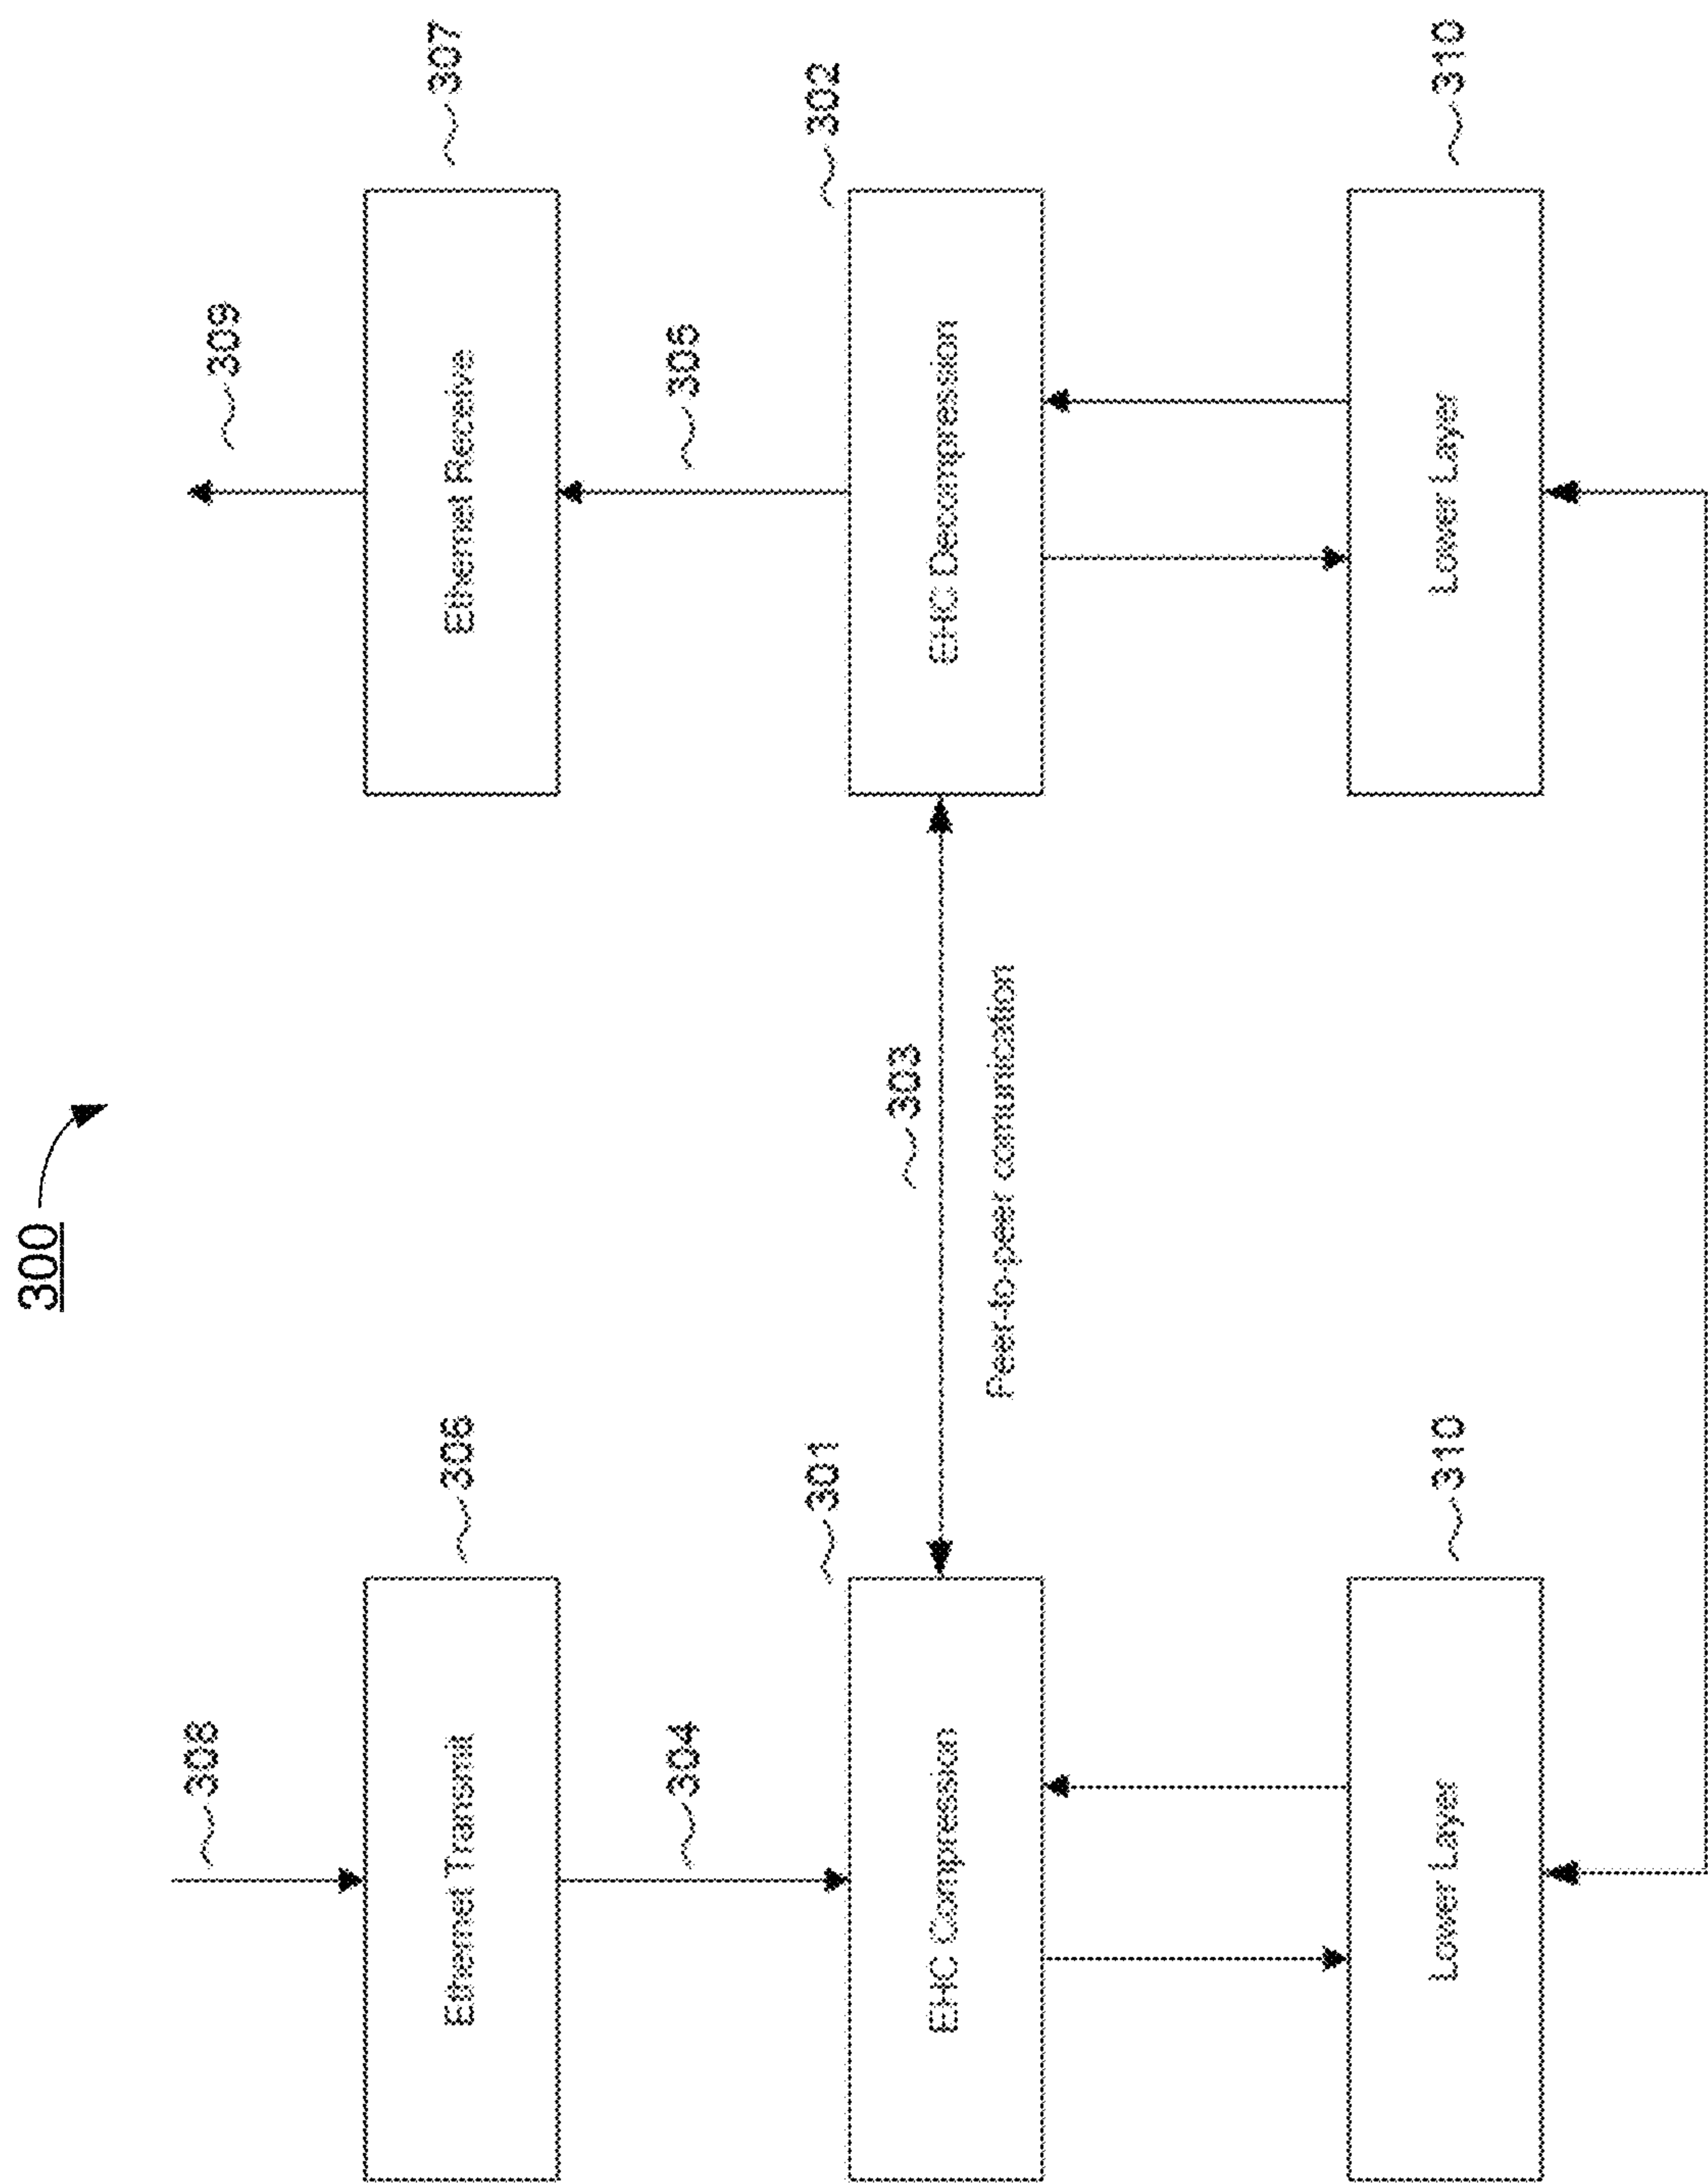 300
308
309
306
307
Ethernet Transmit
Ethernet Receive
304
305
301
302
303
EHC Compression
EHC Decompression
Peer-to-peer comunication
310
310
Lower Layer
Lower Layer